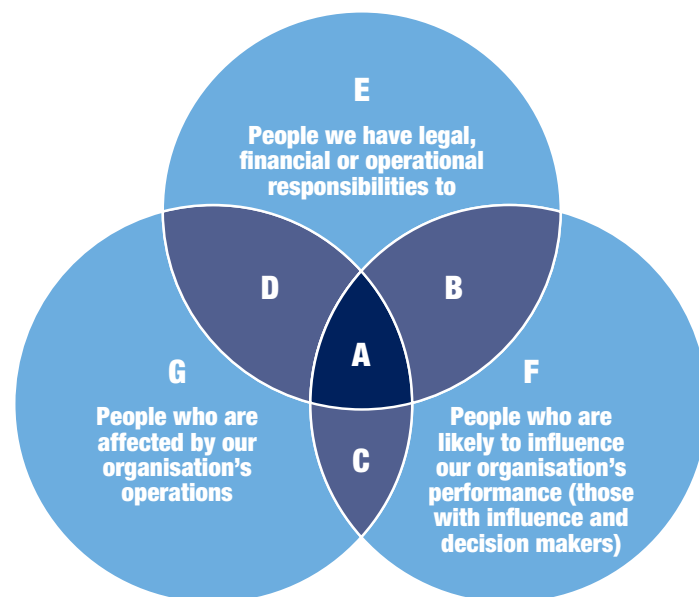 E
People we have legal,
financial or operational
responsibilities to
D
B
A
G
People who are
affected by our
organisation's
operations
F
People who are
likely to influence
our organisation's
performance (those
with influence and
decision makers)
C